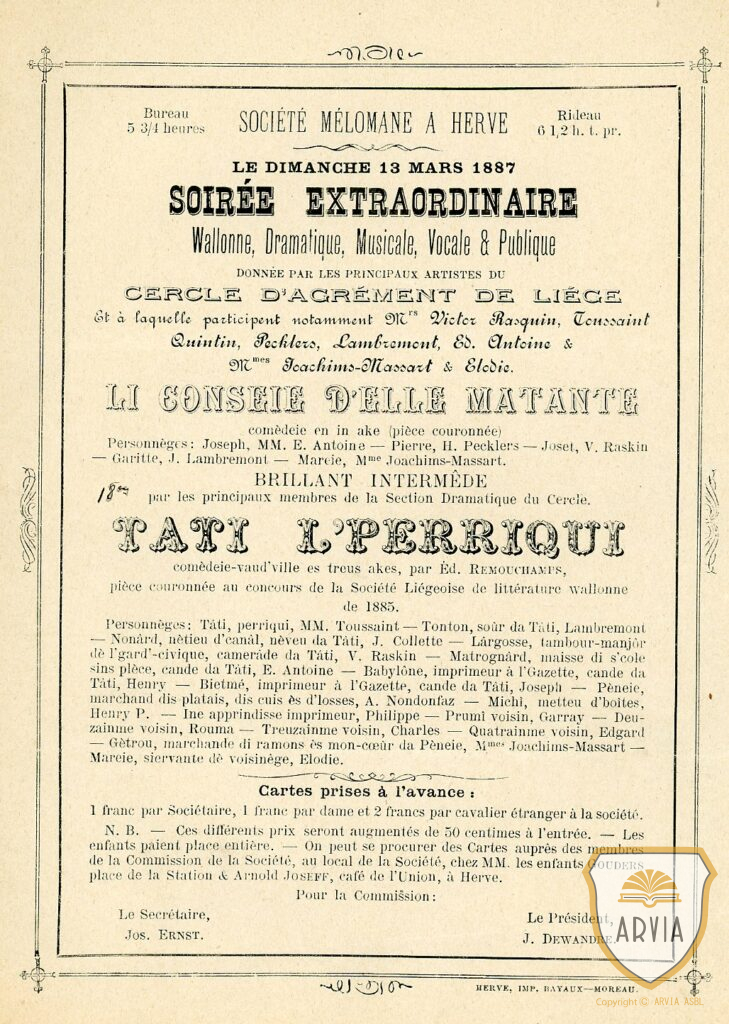 Bureau
5 3/4 heures
SOCIÉTÉ MÉLOMANE A HERVE
Rideau
6 1,2 h. t. pr.
LE DIMANCHE 13 MARS 1887
SOIRÉE EXTRAORDINAIRE
Wallonne, Dramatique, Musicale, Vocale & Publique
DONNÉE PAR LES PRINCIPAUX ARTISTES DU
CERCLE D'AGRÉMENT DE LIÉGE
Et à laquelle participent notamment Mrs Victor Rasquin, Toussaint
Quintin, Pecklers, Lambremont, Ed. Antoine &
Mmes Joachims-Massart & Elodie.
LI CONSEIE D'ELLE MATANTE
comèdeie en in ake (pièce couronnée)
Personnèges: Joseph, MM. E. Antoine — Pierre, H. Pecklers — Joset, V. Raskin
— Garitte, J. Lambremont — Mareie, Mme Joachims-Massart.
BRILLANT INTERMÊDE
par les principaux membres de la Section Dramatique du Cercle.
TATI L'PERRIQUI
comèdeie-vaud'ville es treus akes, par Éd. REMOUCHAMPS,
pièce couronnée au concours de la Société Liégeoise de littérature wallonne
de 1885.
Personnèges: Tâti, perriqui, MM. Toussaint — Tonton, soûr da Tâti, Lambremont
— Nonârd, nètieu d'canâl, nèveu da Tâti, J. Collette — Lârgosse, tambour-manjôr
dè l'gard'-civique, camerâde da Tâti, V. Raskin — Matrognârd, maisse di s'cole
sins plèce, cande da Tâti, E. Antoine — Babylône, imprimeur à l'Gazette, cande da
Tâti, Henry — Bietmé, imprimeur à l'Gazette, cande da Tâti, Joseph — Pèneie,
marchand dis platais, dis cuis ès d'losses, A. Nondonfaz — Michî, metteu d'boîtes,
Henry P. — Ine apprindisse imprimeur, Philippe — Prumî voisin, Garray — Deu-
zainme voisin, Rouma — Treuzainme voisin, Charles — Quatrainme voisin, Edgard
— Gètrou, marchande di ramons ès mon-cœûr da Pèneie, Mmes Joachims-Massart —
Mareie, siervante dè voisinège, Elodie.
Cartes prises à l'avance :
1 franc par Sociétaire, 1 franc par dame et 2 francs par cavalier étranger à la société.
N. B. — Ces différents prix seront augmentés de 50 centimes à l'entrée. — Les
enfants paient place entière. — On peut se procurer des Cartes auprès des membres
de la Commission de la Société, au local de la Société, chez MM. les enfants GOUDERS
place de la Station & Arnold JOSEFF, café de l'Union, à Herve.
Pour la Commission :
Le Secrétaire,
JOS. ERNST.
Le Président,
J. DEWANDRE.
HERVE, IMP. BAYAUX—MOREAU.
ARVIA
Copyright © ARVIA ASBL